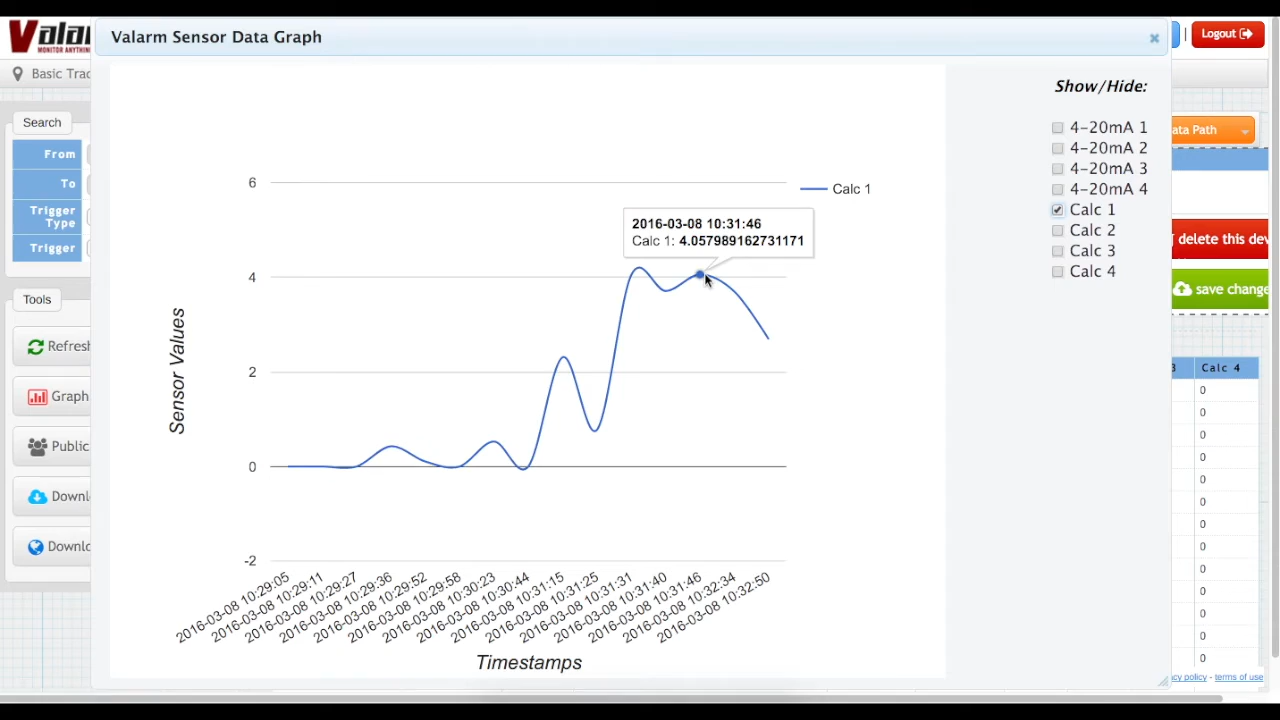 Valarm Sensor Data Graph
Logout
MONITOR ANYTHING
Show/Hide:
4-20mA 1
4-20mA 2
4-20mA 3
4-20mA 4
Calc 1
Calc 2
Calc 3
Calc 4
Search
From
To
Trigger
Type
Trigger
Tools
Refresh
Graph
Public
Path
delete this
save
Sensor Values
6
4
2
0
-2
Calc 1
2016-03-08 10:31:46
Calc 1: 4.057989162731171
2016-03-08 10:29:05
2016-03-08 10:29:11
2016-03-08 10:29:27
2016-03-08 10:29:36
2016-03-08 10:29:52
2016-03-08 10:29:58
2016-03-08 10:30:23
2016-03-08 10:30:44
2016-03-08 10:31:15
2016-03-08 10:31:25
2016-03-08 10:31:31
2016-03-08 10:31:40
2016-03-08 10:31:46
2016-03-08 10:32:34
2016-03-08 10:32:50
Timestamps
3
Calc 4
0
0
0
0
0
0
0
0
0
0
0
0
0
policy - terms of use